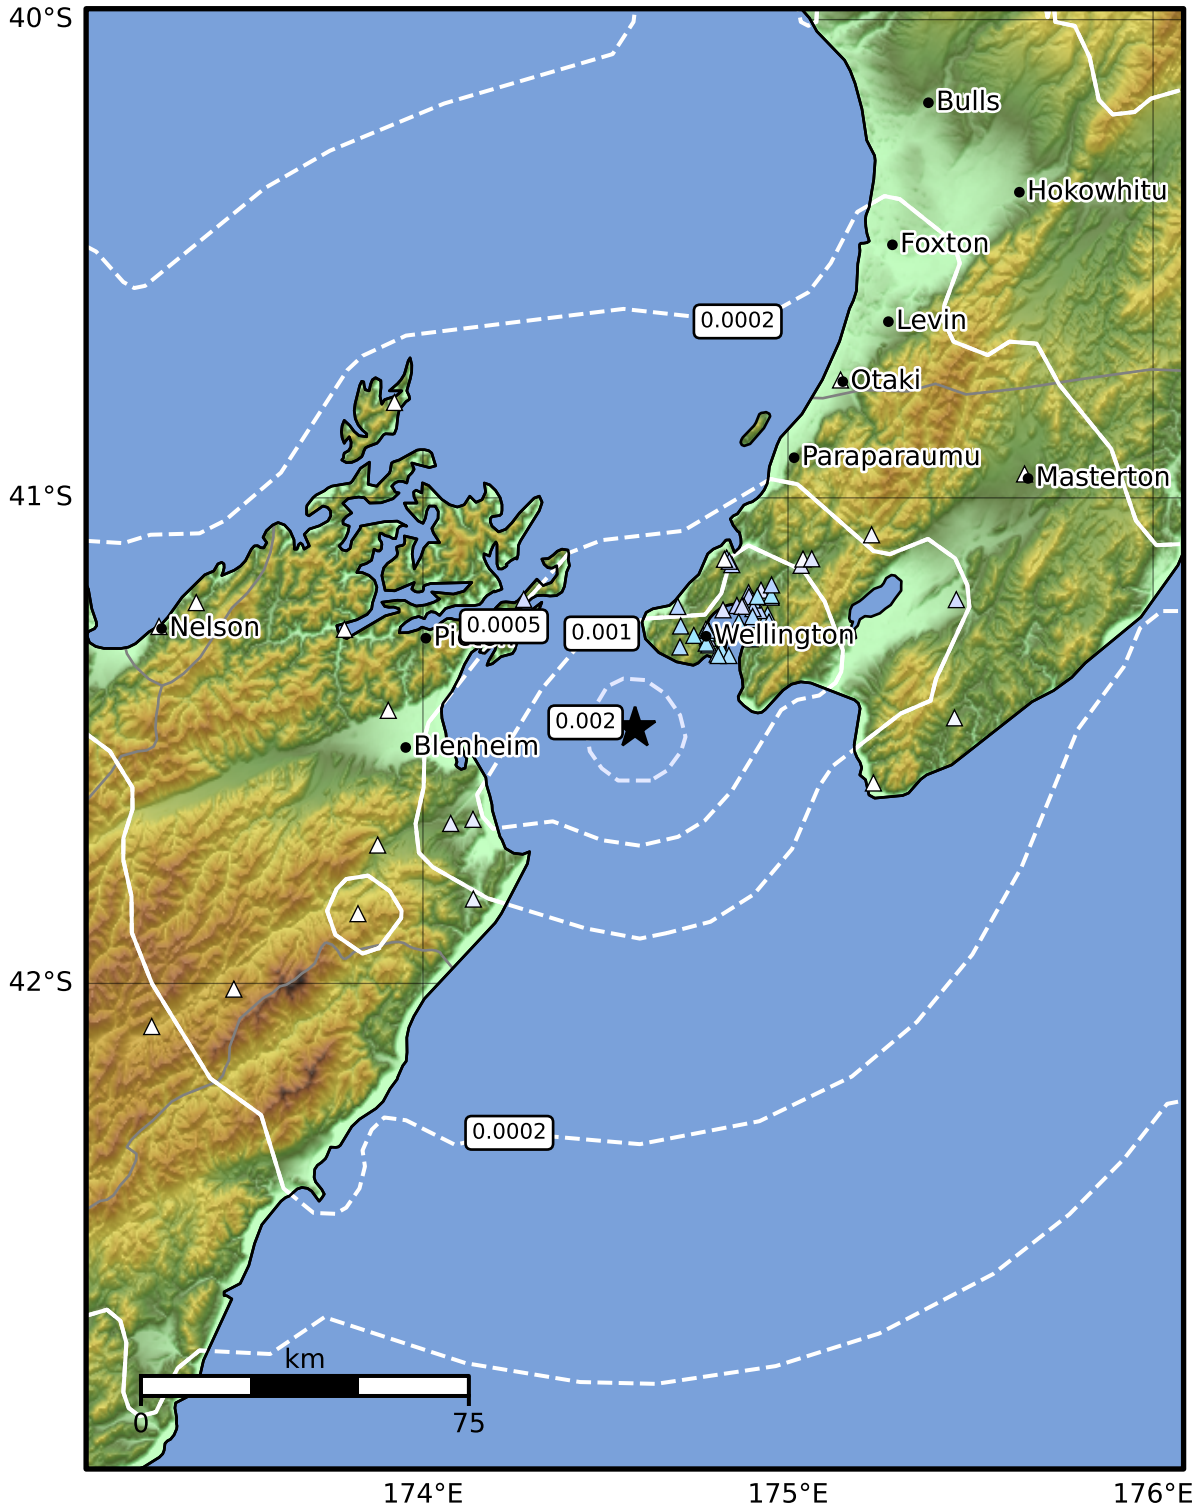 40°S
Bulls
Hokowhitu
Foxton
0.0002
Levin
Otaki
Paraparaumu
Masterton
41°S
Nelson
0.0005
0.001
Wellington
0.002
Blenheim
42°S
0.0002
km
0
75
174°E
175°E
176°E